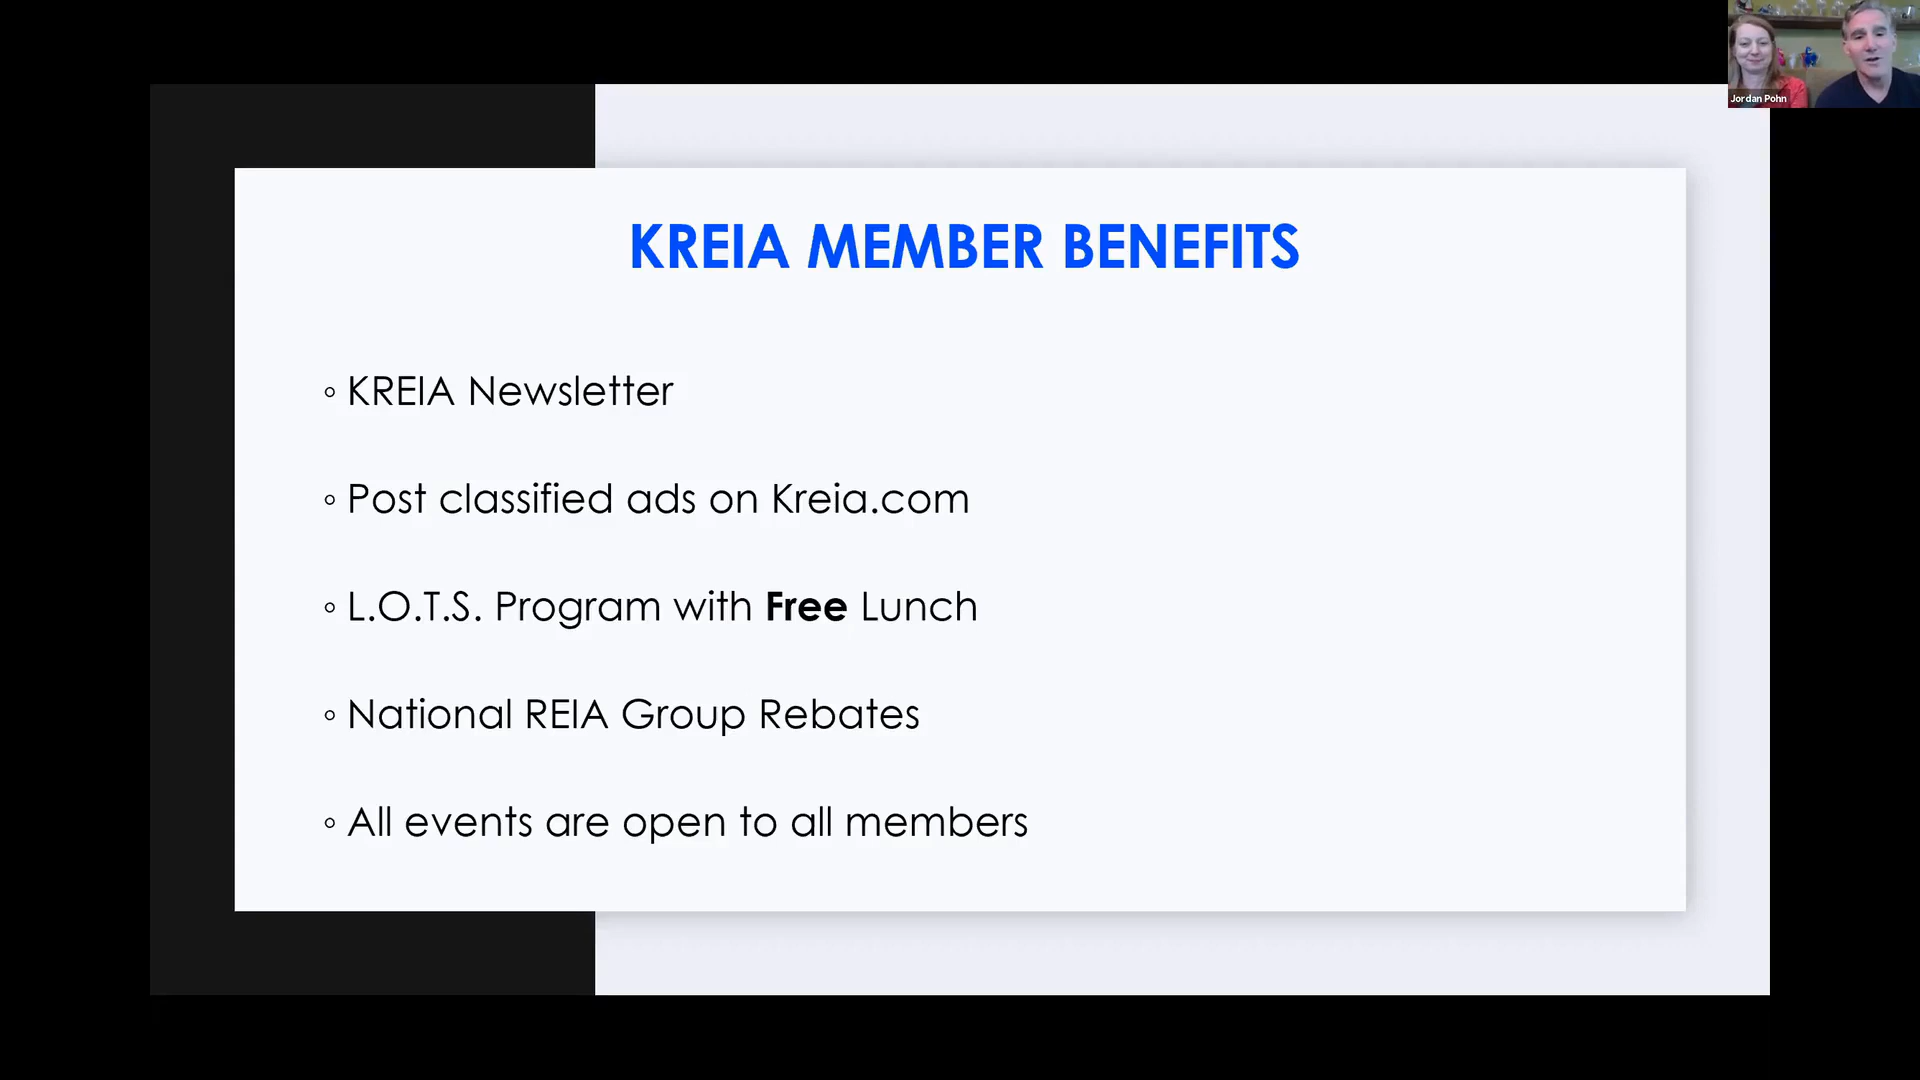 Jordan Pohn
KREIA MEMBER BENEFITS
◦ KREIA Newsletter
◦ Post classified ads on Kreia.com
◦ L.O.T.S. Program with Free Lunch
◦ National REIA Group Rebates
◦ All events are open to all members